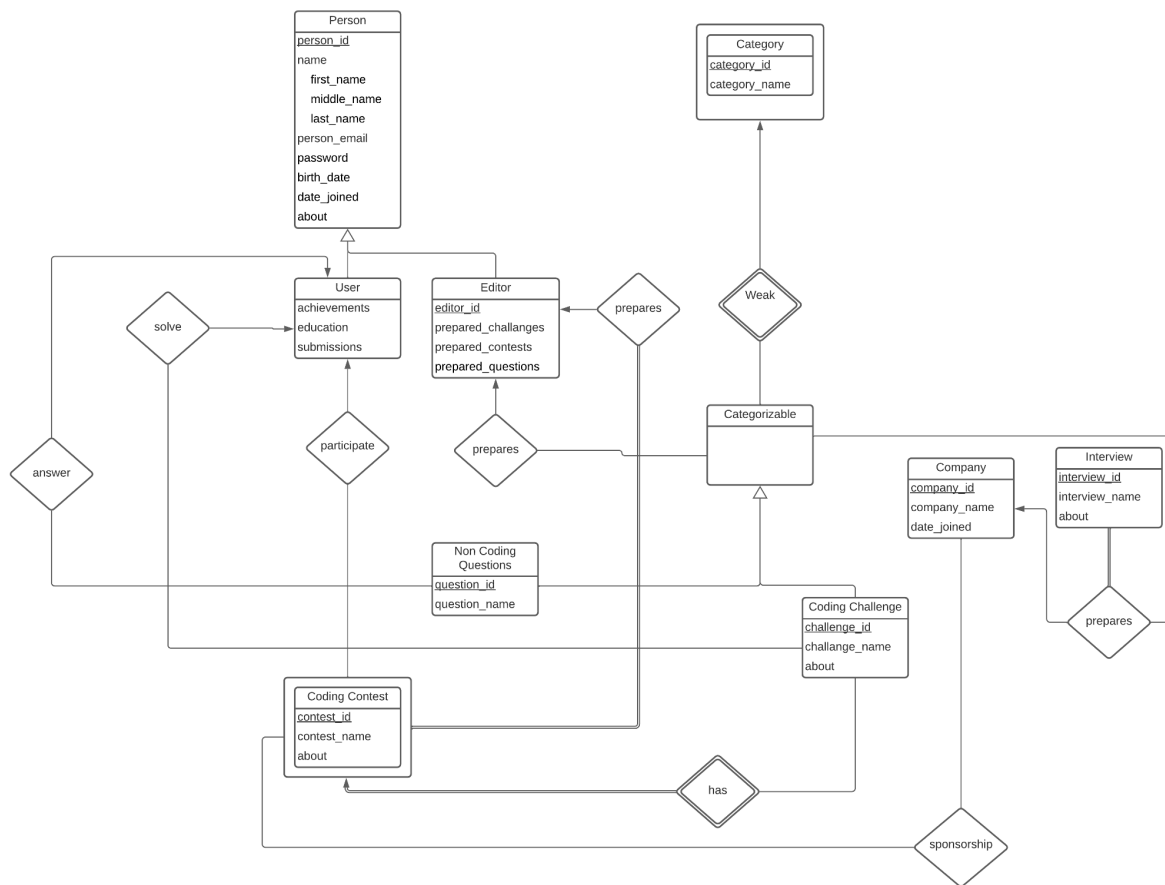 Person
person_id
name
first_name
middle_name
last_name
person_email
password
birth_date
date_joined
about
Category
category_id
category_name
User
achievements
education
submissions
Editor
editor_id
prepared_challanges
prepared_contests
prepared_questions
prepares
Weak
solve
participate
prepares
Categorizable
answer
Company
company_id
company_name
date_joined
Interview
interview_id
interview_name
about
Non Coding
Questions
question_id
question_name
Coding Challenge
challenge_id
challange_name
about
prepares
Coding Contest
contest_id
contest_name
about
has
sponsorship